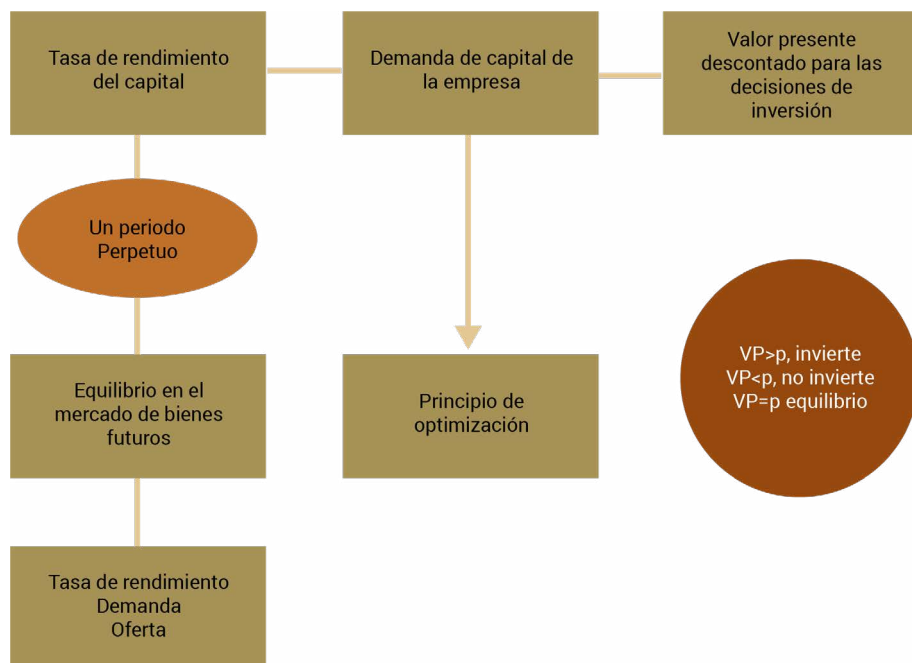 Tasa de rendimiento
del capital
Demanda de capital de
la empresa
Valor presente
descontado para las
decisiones de
inversión
Un periodo
Perpetuo
Equilibrio en el
mercado de bienes
futuros
Principio de
optimización
VP>p, invierte
VP<p, no invierte
VP=p equilibrio
Tasa de rendimiento
Demanda
Oferta